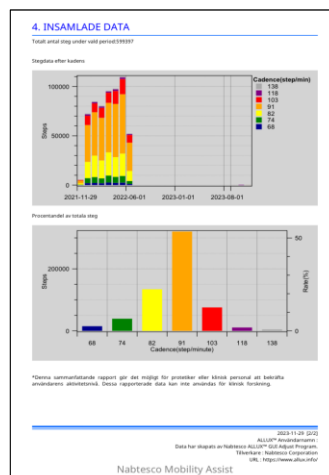 4. INSAMLADE DATA
Totalt antal steg under vald period:599397
Stegdata efter kadens
Cadence(step/min)
138
118
103
91
82
74
68
100000
50000
0
Steps
2021-11-29 2022-06-01 2023-01-01 2023-08-01
Procentandel av totala steg
Steps
200000
0
50
0
Rate(%)
68 74 82 91 103 118 138
Cadence(step/minute)
*Denna sammanfattande rapport gör det möjligt för protetiker eller klinisk personal att bekräfta
användarens aktivitetsnivå. Dessa rapporterade data kan inte användas för klinisk forskning.
2023-11-29 [2/2]
ALLUX™ Användarnamn :
Data har skapats av Nabtesco ALLUX™ GUI Adjust Program.
Tillverkare : Nabtesco Corporation
URL : https://www.allux.info/
Nabtesco Mobility Assist